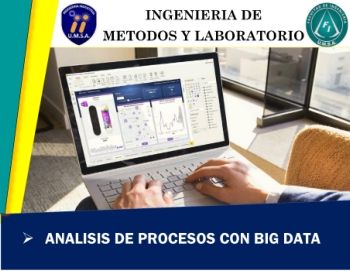 INGENIERIA DE
METODOS Y LABORATORIO
U.M.S.A.
U.M.S.A.
ANALISIS DE PROCESOS CON BIG DATA